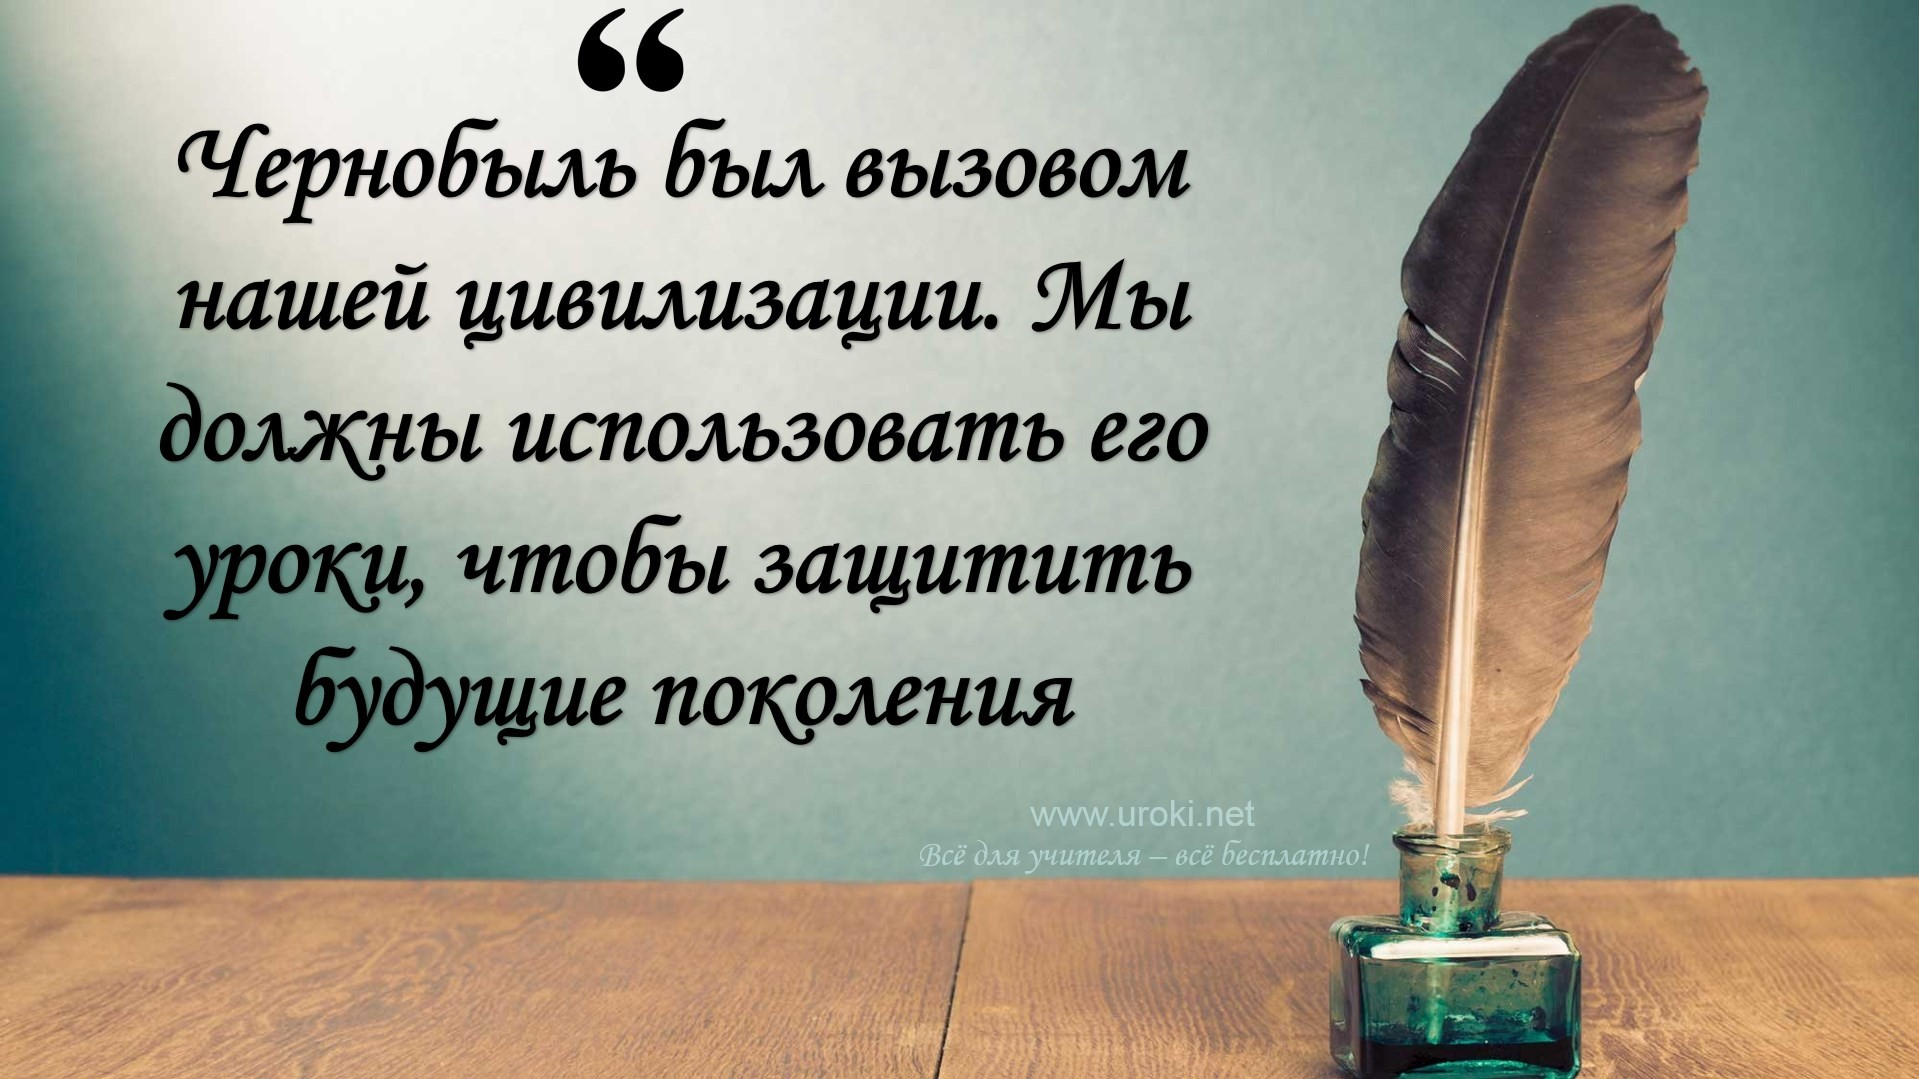 “
Чернобыль был вызовом
нашей цивилизации. Мы
должны использовать его
уроки, чтобы защитить
будущие поколения
www.uroki.net
Всё для учителя – всё бесплатно!